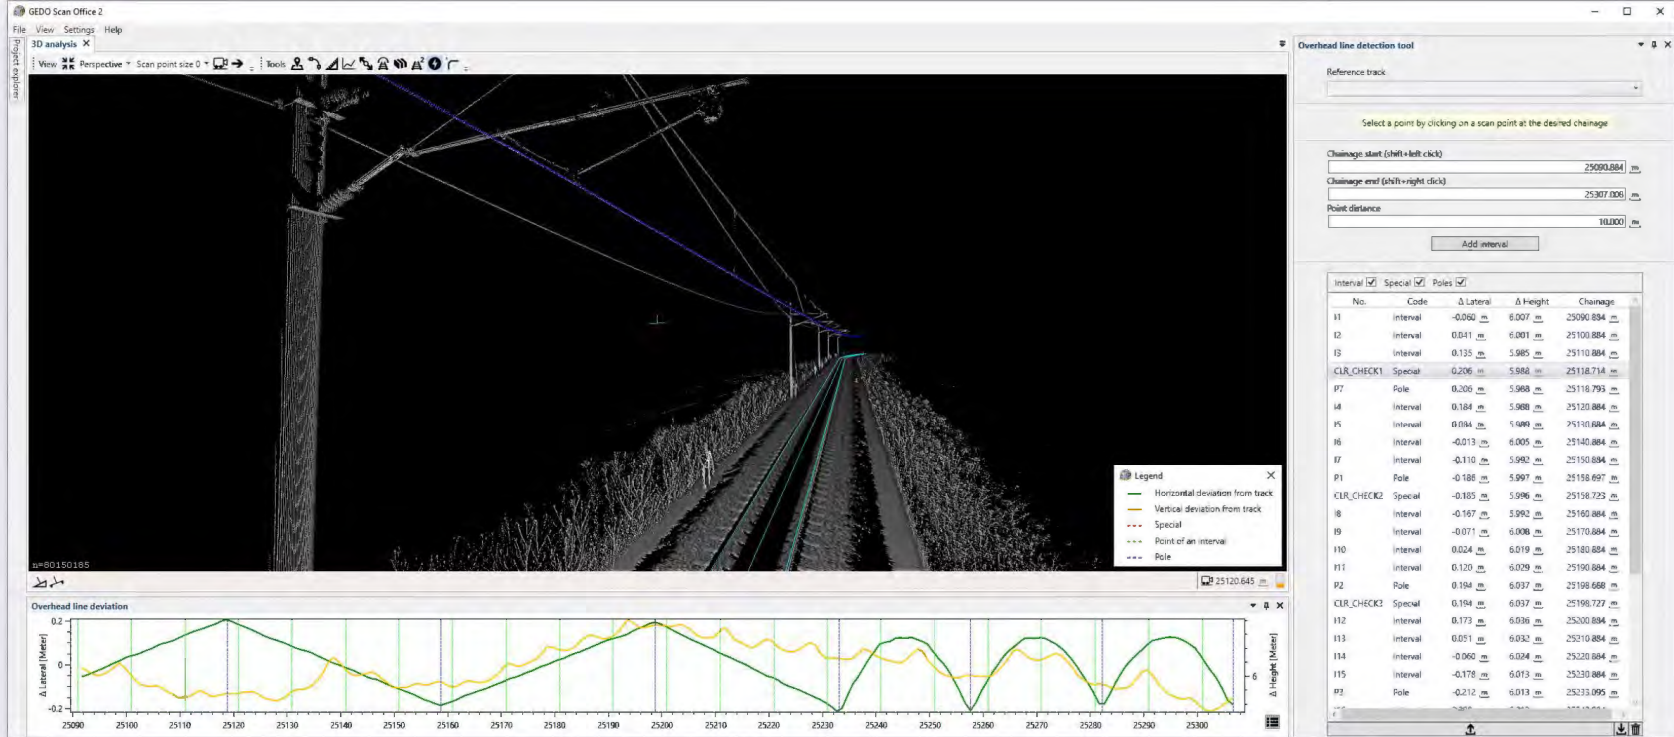 GEDO Scan Office 2
File View Settings Help
Project explorer
3D analysis
View Perspective Scan point size 0 Tools
n=60150185
25120.645 m
Legend
Horizontal deviation from track
Vertical deviation from track
Special
Point of an interval
Pole
Overhead line deviation
Δ Lateral [Meter]
0.2
0
-0.2
25090 25100 25110 25120 25130 25140 25150 25160 25170 25180 25190 25200 25210 25220 25230 25240 25250 25260 25270 25280 25290 25300
6
Δ Height [Meter]
Overhead line detection tool
Reference track
Select a point by clicking on a scan point at the desired chainage
Chainage start (shift+left click)
25090.884 m
Chainage end (shift+right click)
25307.006 m
Point distance
10.000 m
Add interval
Interval Special Poles
No. Code Δ Lateral Δ Height Chainage
I1 Interval -0.060 m 6.007 m 25090.884 m
I2 Interval 0.041 m 6.001 m 25100.884 m
I3 Interval 0.135 m 5.985 m 25110.884 m
CLR_CHECK1 Special 0.206 m 5.988 m 25118.714 m
P7 Pole 0.206 m 5.988 m 25118.793 m
I4 Interval 0.184 m 5.988 m 25120.884 m
I5 Interval 0.084 m 5.989 m 25130.884 m
I6 Interval -0.013 m 6.005 m 25140.884 m
I7 Interval -0.110 m 5.992 m 25150.884 m
P1 Pole -0.186 m 5.997 m 25158.697 m
CLR_CHECK2 Special -0.185 m 5.996 m 25158.723 m
I8 Interval -0.167 m 5.992 m 25160.884 m
I9 Interval -0.071 m 6.008 m 25170.884 m
I10 Interval 0.024 m 6.019 m 25180.884 m
I11 Interval 0.120 m 6.029 m 25190.884 m
P2 Pole 0.194 m 6.037 m 25198.688 m
CLR_CHECK3 Special 0.194 m 6.037 m 25198.727 m
I12 Interval 0.173 m 6.036 m 25200.884 m
I13 Interval 0.051 m 6.032 m 25210.884 m
I14 Interval -0.060 m 6.024 m 25220.884 m
I15 Interval -0.178 m 6.013 m 25230.884 m
P3 Pole -0.212 m 6.013 m 25233.095 m